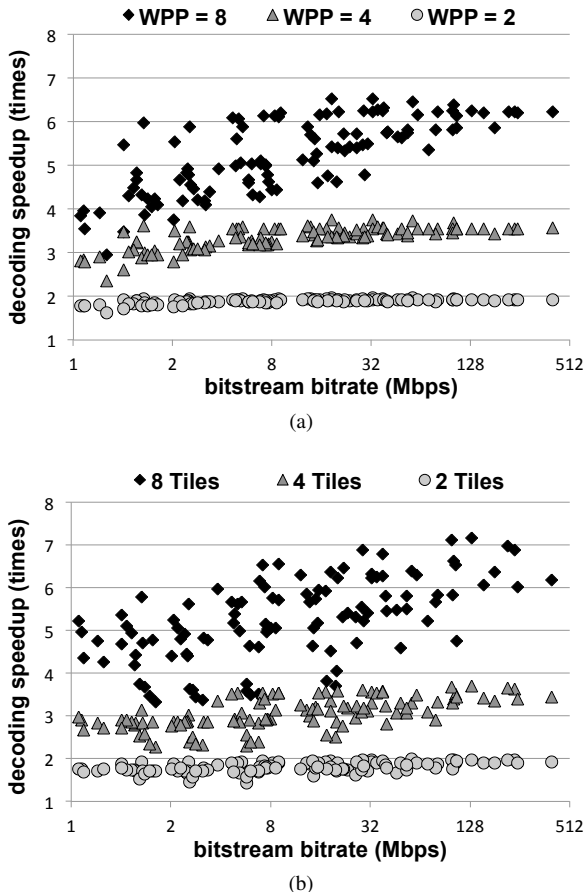 WPP = 8 WPP = 4 WPP = 2
8
7
6
5
4
3
2
1
decoding speedup (times)
1 2 8 32 128 512
bitstream bitrate (Mbps)
(a)
8 Tiles 4 Tiles 2 Tiles
8
7
6
5
4
3
2
1
decoding speedup (times)
1 2 8 32 128 512
bitstream bitrate (Mbps)
(b)